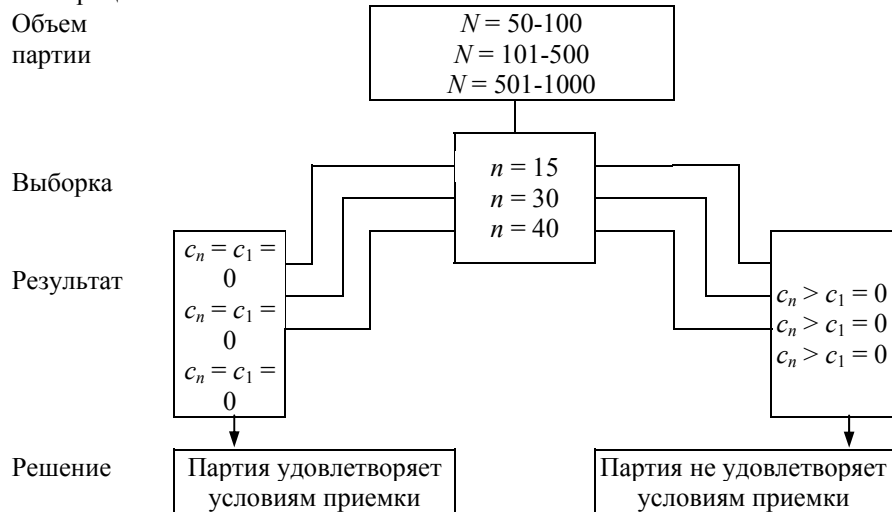 Объем
партии
N = 50-100
N = 101-500
N = 501-1000
Выборка
n = 15
n = 30
n = 40
Результат
cₙ = c₁ =
0
cₙ = c₁ =
0
cₙ = c₁ =
0
cₙ > c₁ = 0
cₙ > c₁ = 0
cₙ > c₁ = 0
Решение
Партия удовлетворяет
условиям приемки
Партия не удовлетворяет
условиям приемки